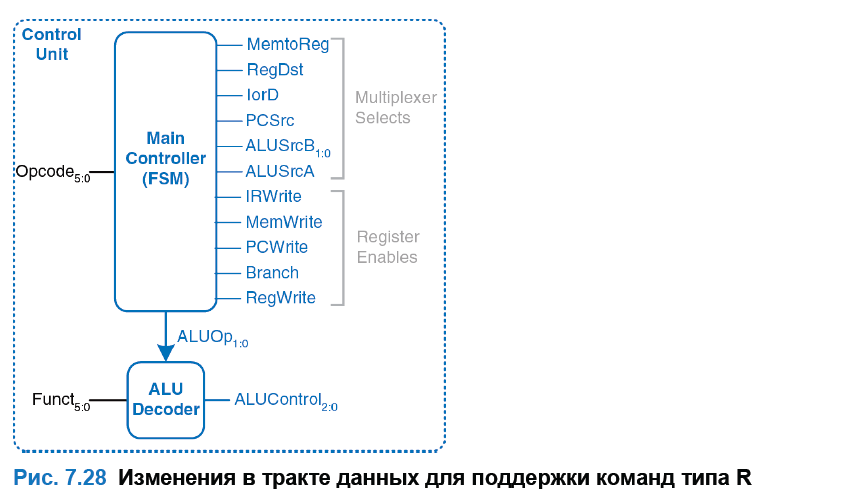 Control
Unit
MemtoReg
RegDst
IorD
PCSrc
ALUSrcB1:0
ALUSrcA
IRWrite
MemWrite
PCWrite
Branch
RegWrite
Multiplexer
Selects
Register
Enables
Main
Controller
(FSM)
Opcode5:0
ALUOp1:0
ALU
Decoder
Funct5:0
ALUControl2:0
Рис. 7.28 Изменения в тракте данных для поддержки команд типа R